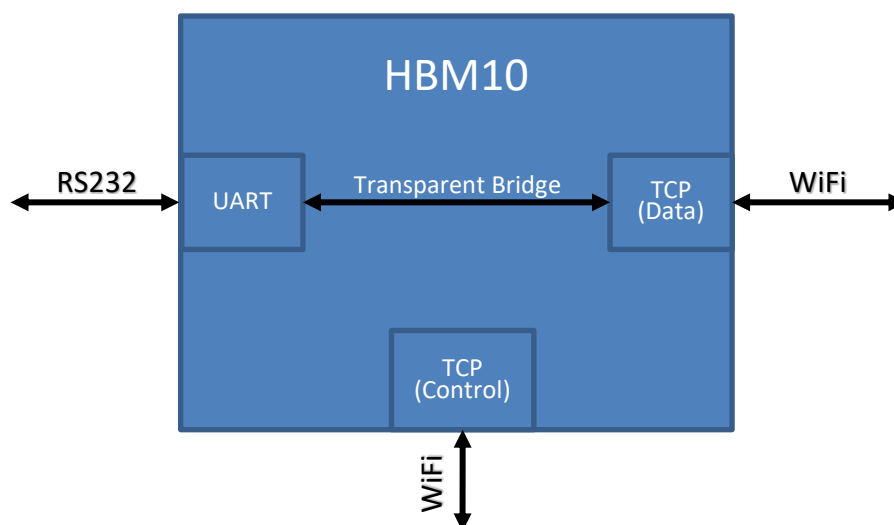 HBM10
RS232
UART
Transparent Bridge
TCP
(Data)
WiFi
TCP
(Control)
WiFi